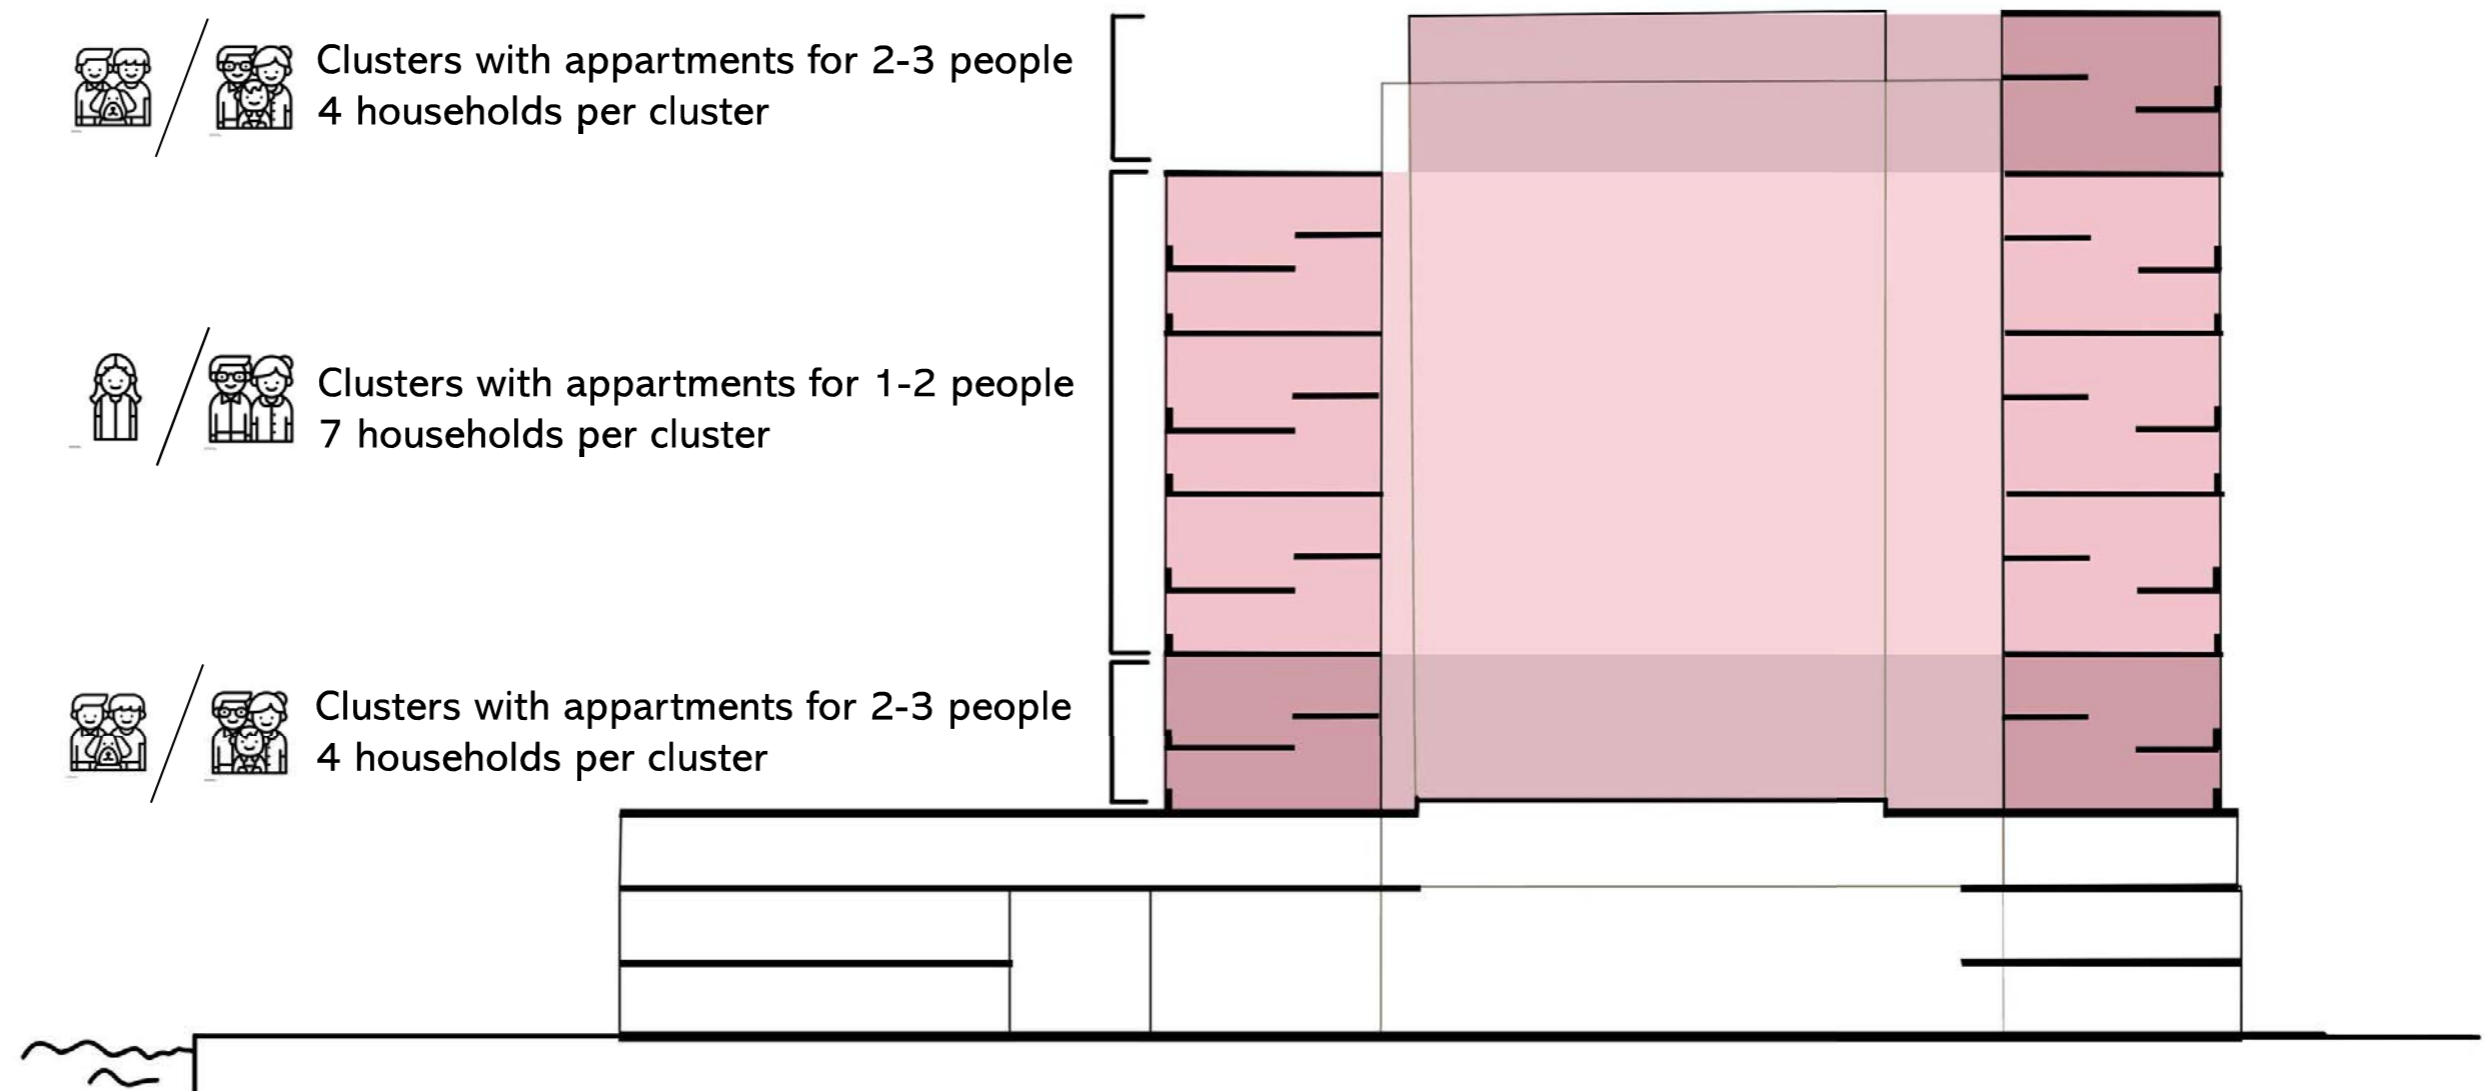 Clusters with appartments for 2-3 people
4 households per cluster
Clusters with appartments for 1-2 people
7 households per cluster
Clusters with appartments for 2-3 people
4 households per cluster